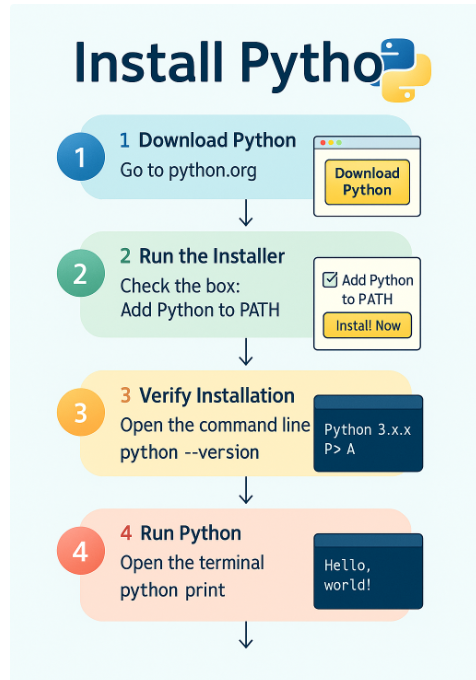 Install Pytho
1
1 Download Python
Go to python.org
Download
Python
2
2 Run the Installer
Check the box:
Add Python to PATH
Add Python
to PATH
Instal! Now
3
3 Verify Installation
Open the command line
python --version
Python 3.x.x
P> A
4
4 Run Python
Open the terminal
python print
Hello,
world!